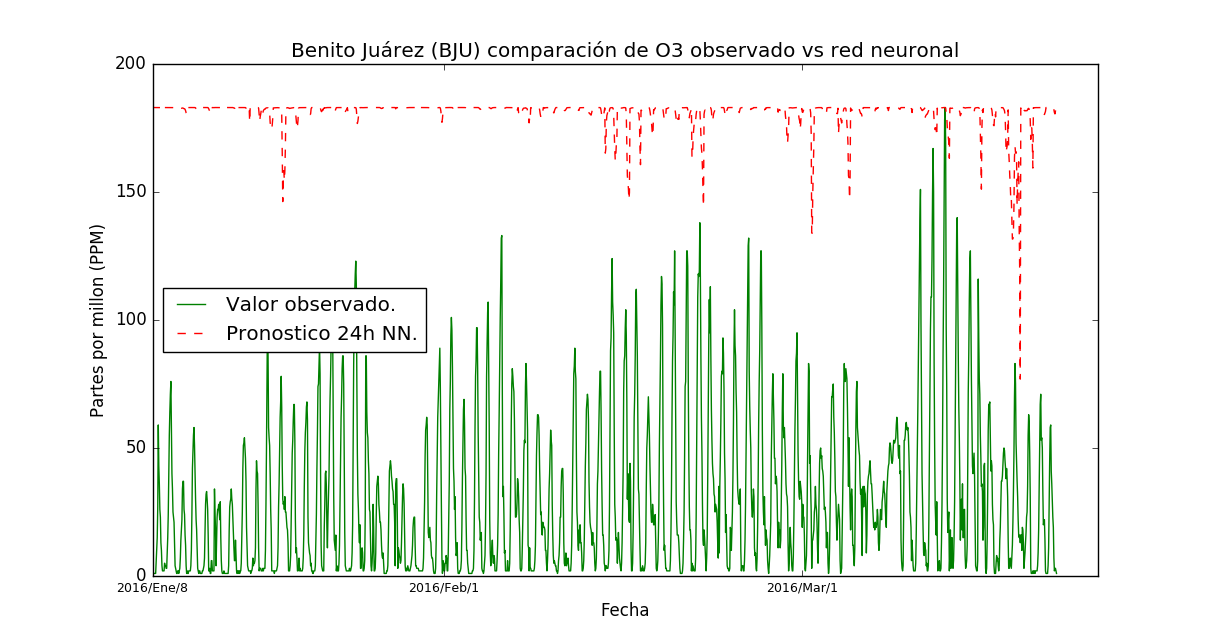 Benito Juárez (BJU) comparación de O3 observado vs red neuronal
200
150
100
50
0
Partes por millon (PPM)
Valor observado.
Pronostico 24h NN.
2016/Ene/8
2016/Feb/1
2016/Mar/1
Fecha